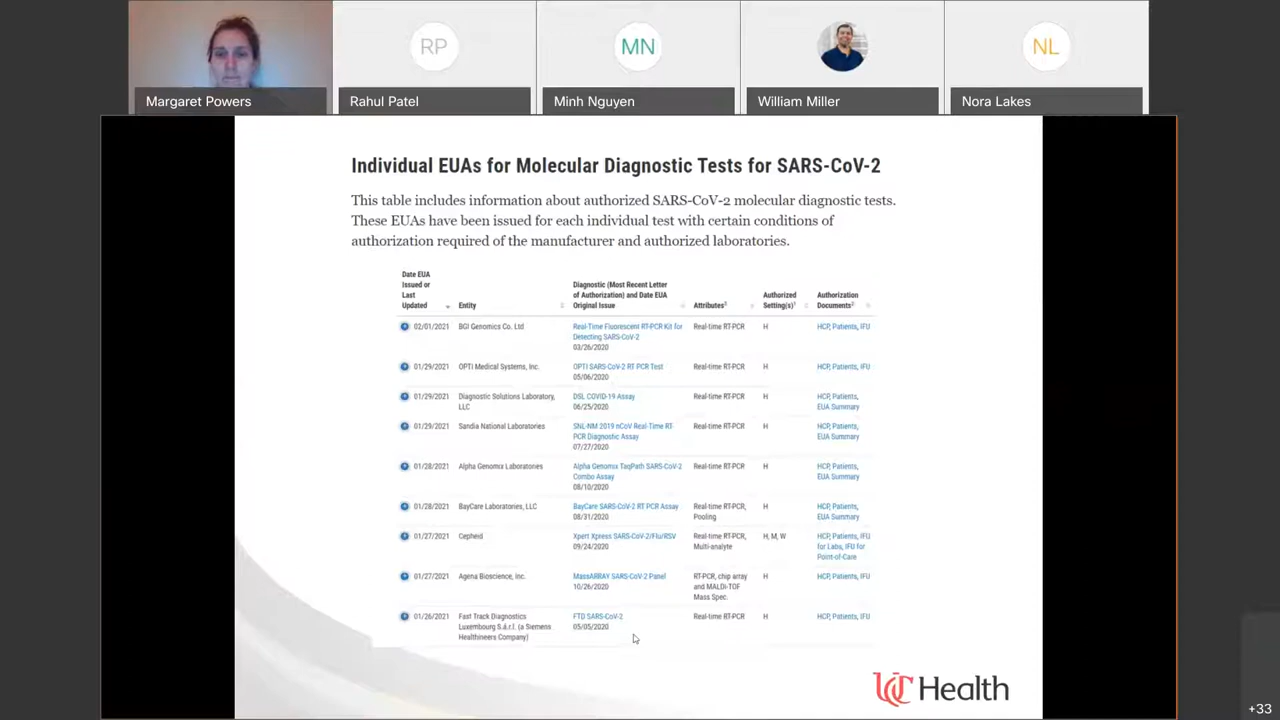 RP
MN
NL
Margaret Powers
Rahul Patel
Minh Nguyen
William Miller
Nora Lakes
Individual EUAs for Molecular Diagnostic Tests for SARS-CoV-2
This table includes information about authorized SARS-CoV-2 molecular diagnostic tests.
These EUAs have been issued for each individual test with certain conditions of
authorization required of the manufacturer and authorized laboratories.
Date EUA
Issued or
Last
Updated
Entity
Diagnostic (Most Recent Letter
of Authorization) and Date EUA
Original Issue
Attributes²
Authorized
Setting(s)¹
Authorization
Documents²
02/01/2021 BGI Genomics Co. Ltd Real-Time Fluorescent RT-PCR Kit for Real-time RT-PCR H HCP, Patients, IFU
Detecting SARS-CoV-2
03/26/2020
01/29/2021 OPTI Medical Systems, Inc. OPTI SARS-CoV-2 RT PCR Test Real-time RT-PCR H HCP, Patients, IFU
05/06/2020
01/29/2021 Diagnostic Solutions Laboratory, DSL COVID-19 Assay Real-time RT-PCR H HCP, Patients,
LLC 06/25/2020 EUA Summary
01/29/2021 Sandia National Laboratories SNL-NM 2019 nCoV Real-Time RT- Real-time RT-PCR H HCP, Patients,
PCR Diagnostic Assay EUA Summary
07/27/2020
01/28/2021 Alpha Genomix Laboratories Alpha Genomix TaqPath SARS-CoV-2 Real-time RT-PCR H HCP, Patients,
Combo Assay EUA Summary
08/10/2020
01/28/2021 BayCare Laboratories, LLC BayCare SARS-CoV-2 RT PCR Assay Real-time RT-PCR, H HCP, Patients,
08/31/2020 Pooling EUA Summary
01/27/2021 Cepheid Xpert Xpress SARS-CoV-2/Flu/RSV Real-time RT-PCR, H, M, W HCP, Patients, IFU
09/24/2020 Multi-analyte for Labs, IFU for
Point-of-Care
01/27/2021 Agena Bioscience, Inc. MassARRAY SARS-CoV-2 Panel RT-PCR, chip array H HCP, Patients, IFU
10/26/2020 and MALDI-TOF
Mass Spec.
01/26/2021 Fast Track Diagnostics FTD SARS-CoV-2 Real-time RT-PCR H HCP, Patients, IFU
Luxembourg S.á.r.l. (a Siemens 05/05/2020
Healthineers Company)
UC Health
+33